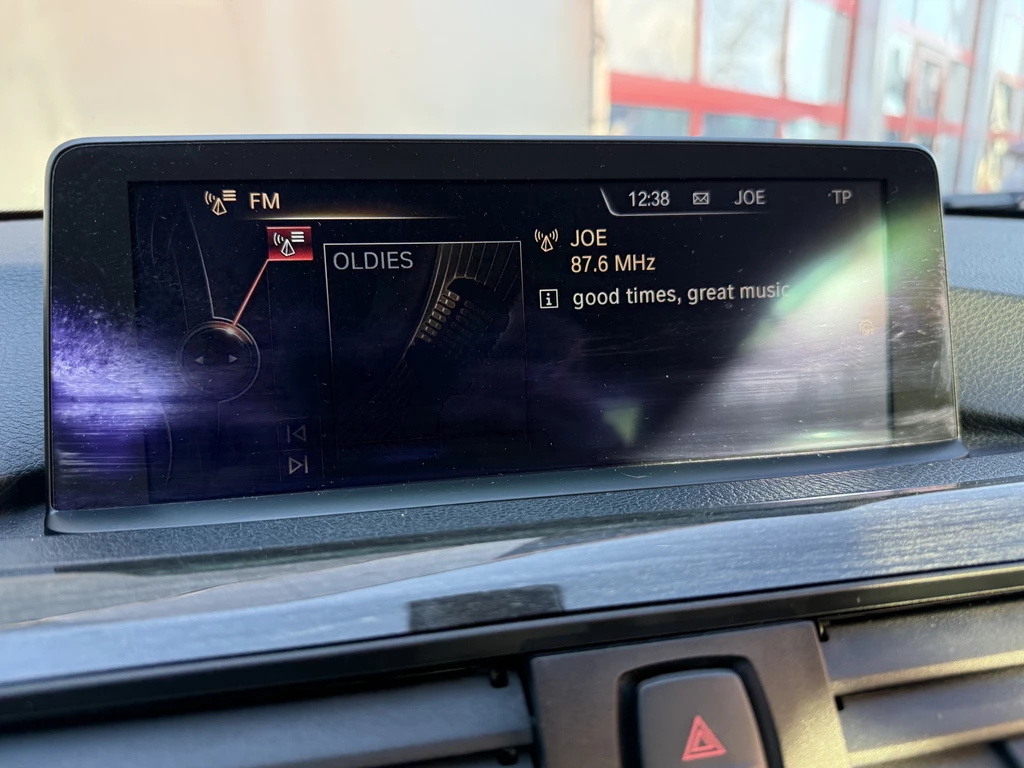 FM
12:38 JOE TP
OLDIES
JOE
87.6 MHz
good times, great music